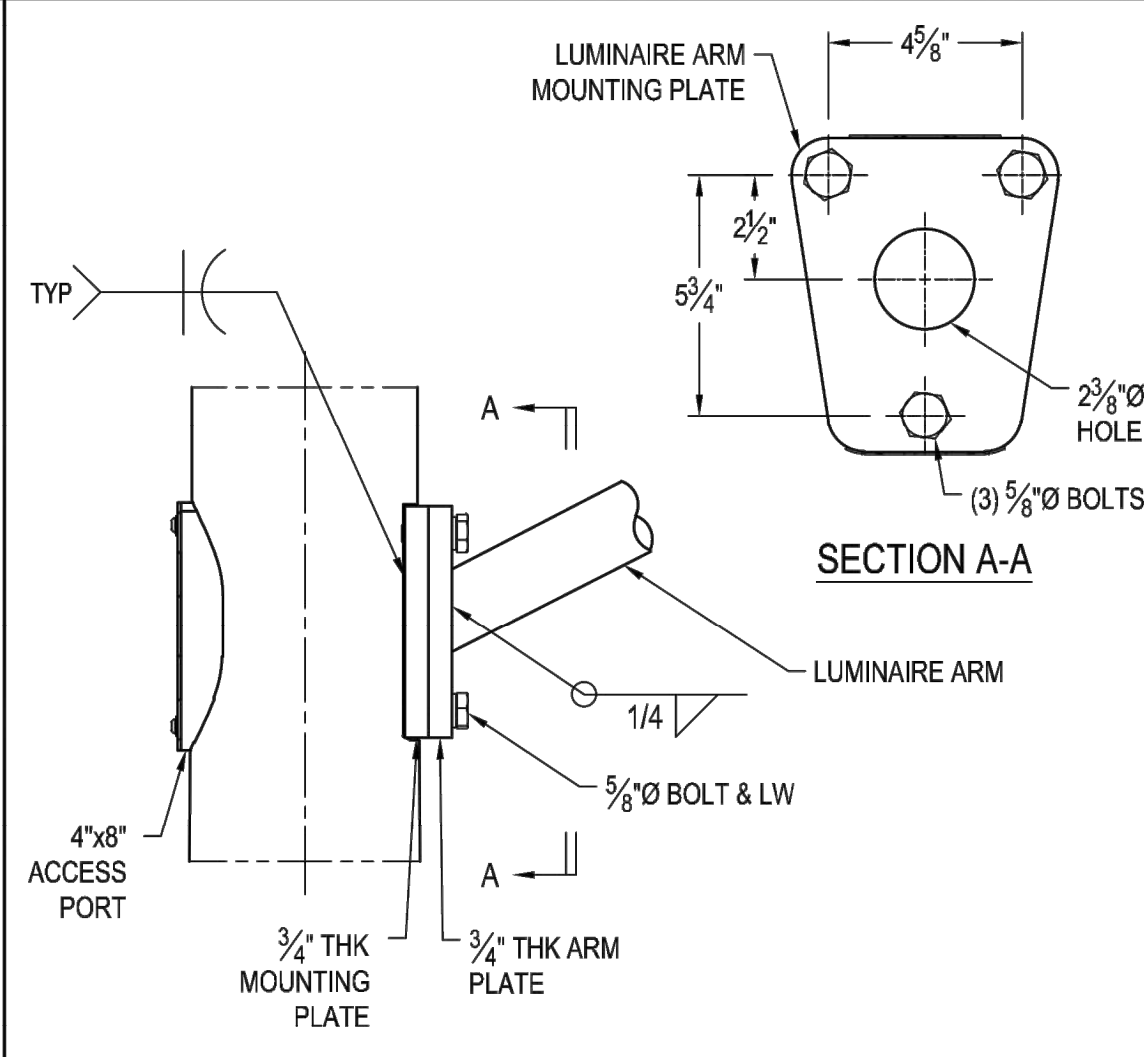 LUMINAIRE ARM
MOUNTING PLATE
4⅝"
2½"
5¾"
2⅜"Ø
HOLE
(3) ⅝"Ø BOLTS
SECTION A-A
TYP
A
LUMINAIRE ARM
1/4
⅝"Ø BOLT & LW
A
4"x8"
ACCESS
PORT
¾" THK
MOUNTING
PLATE
¾" THK ARM
PLATE